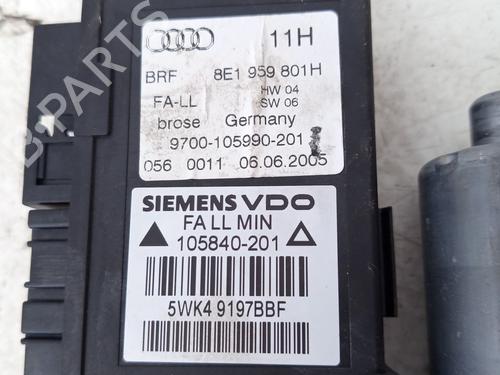 11H
BRF 8E1 959 801H
FA-LL HW 04
SW 06
brose Germany
9700-105990-201
056 0011 06.06.2005
SIEMENS VDO
FA LL MIN
105840-201
5WK4 9197BBF